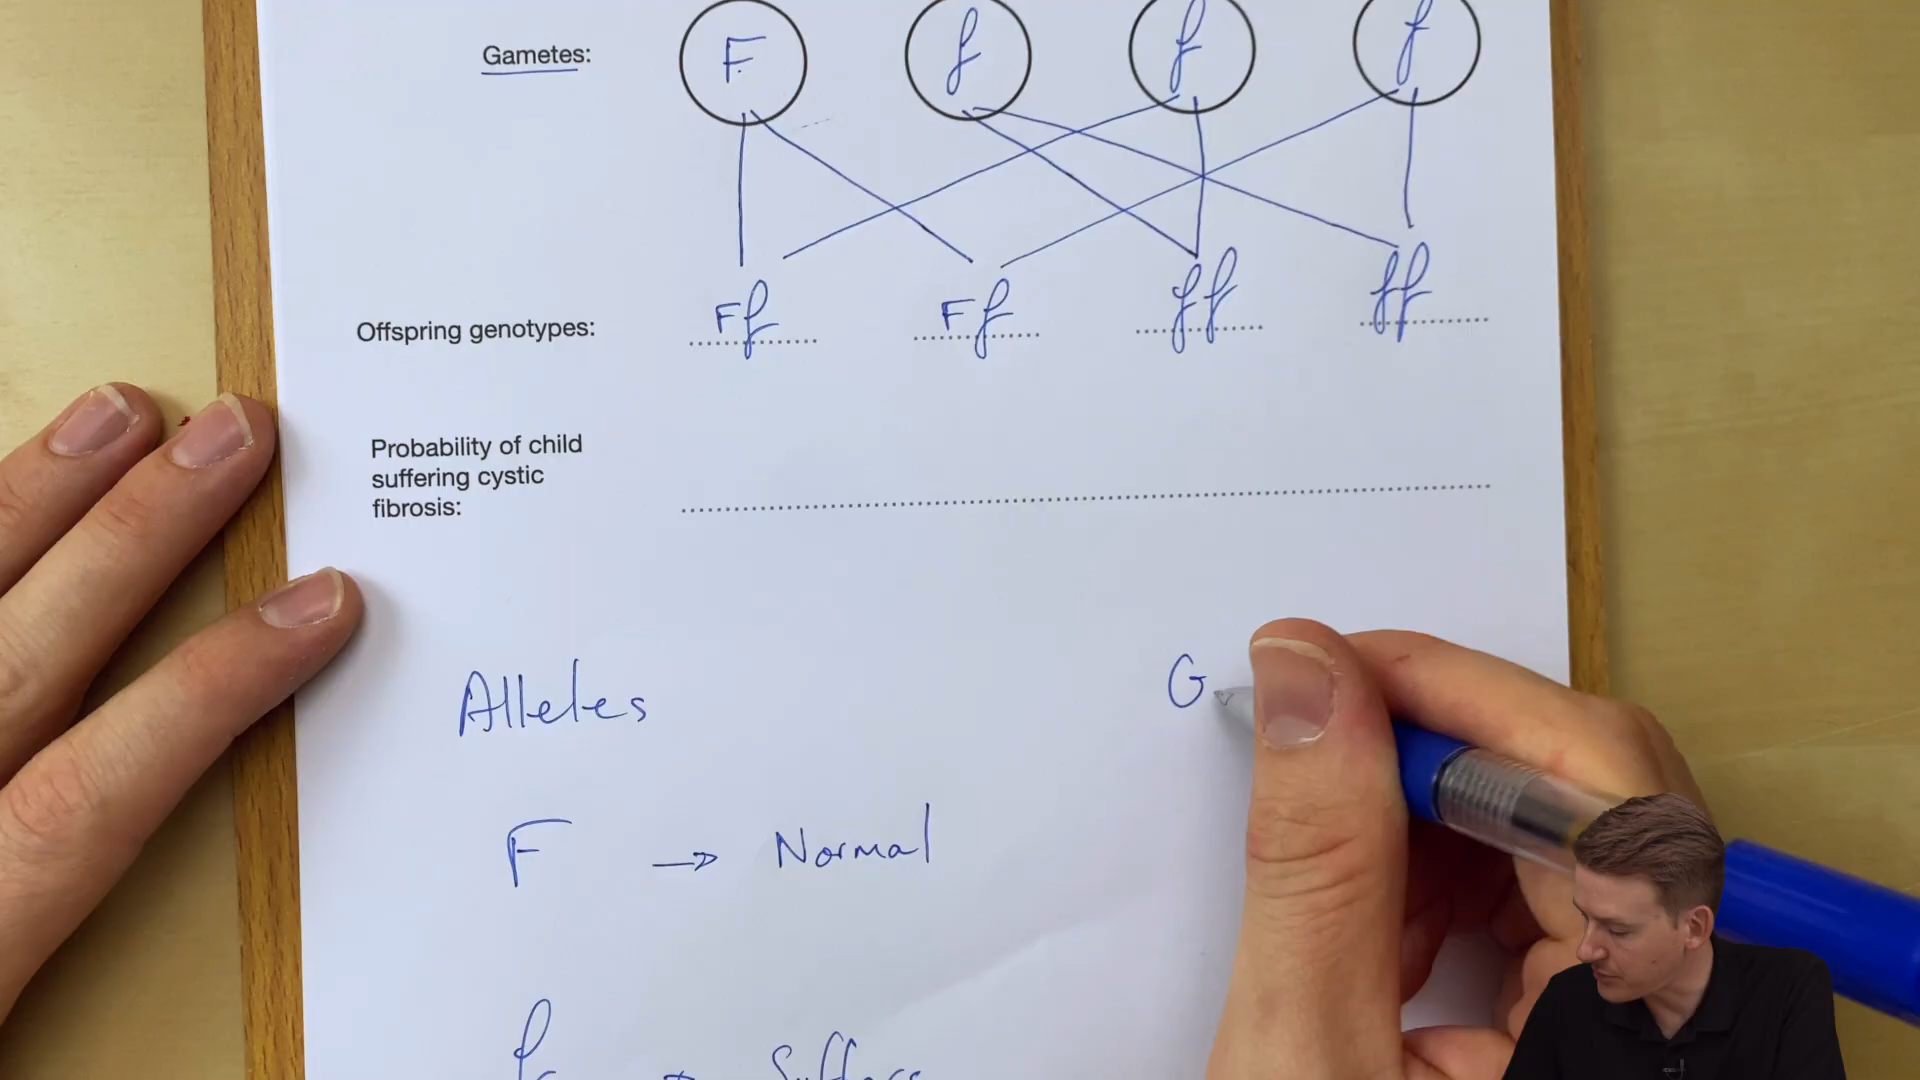 Gametes: F f f f
Offspring genotypes: Ff Ff ff ff
Probability of child
suffering cystic
fibrosis:
Alleles
G
F → Normal
f →